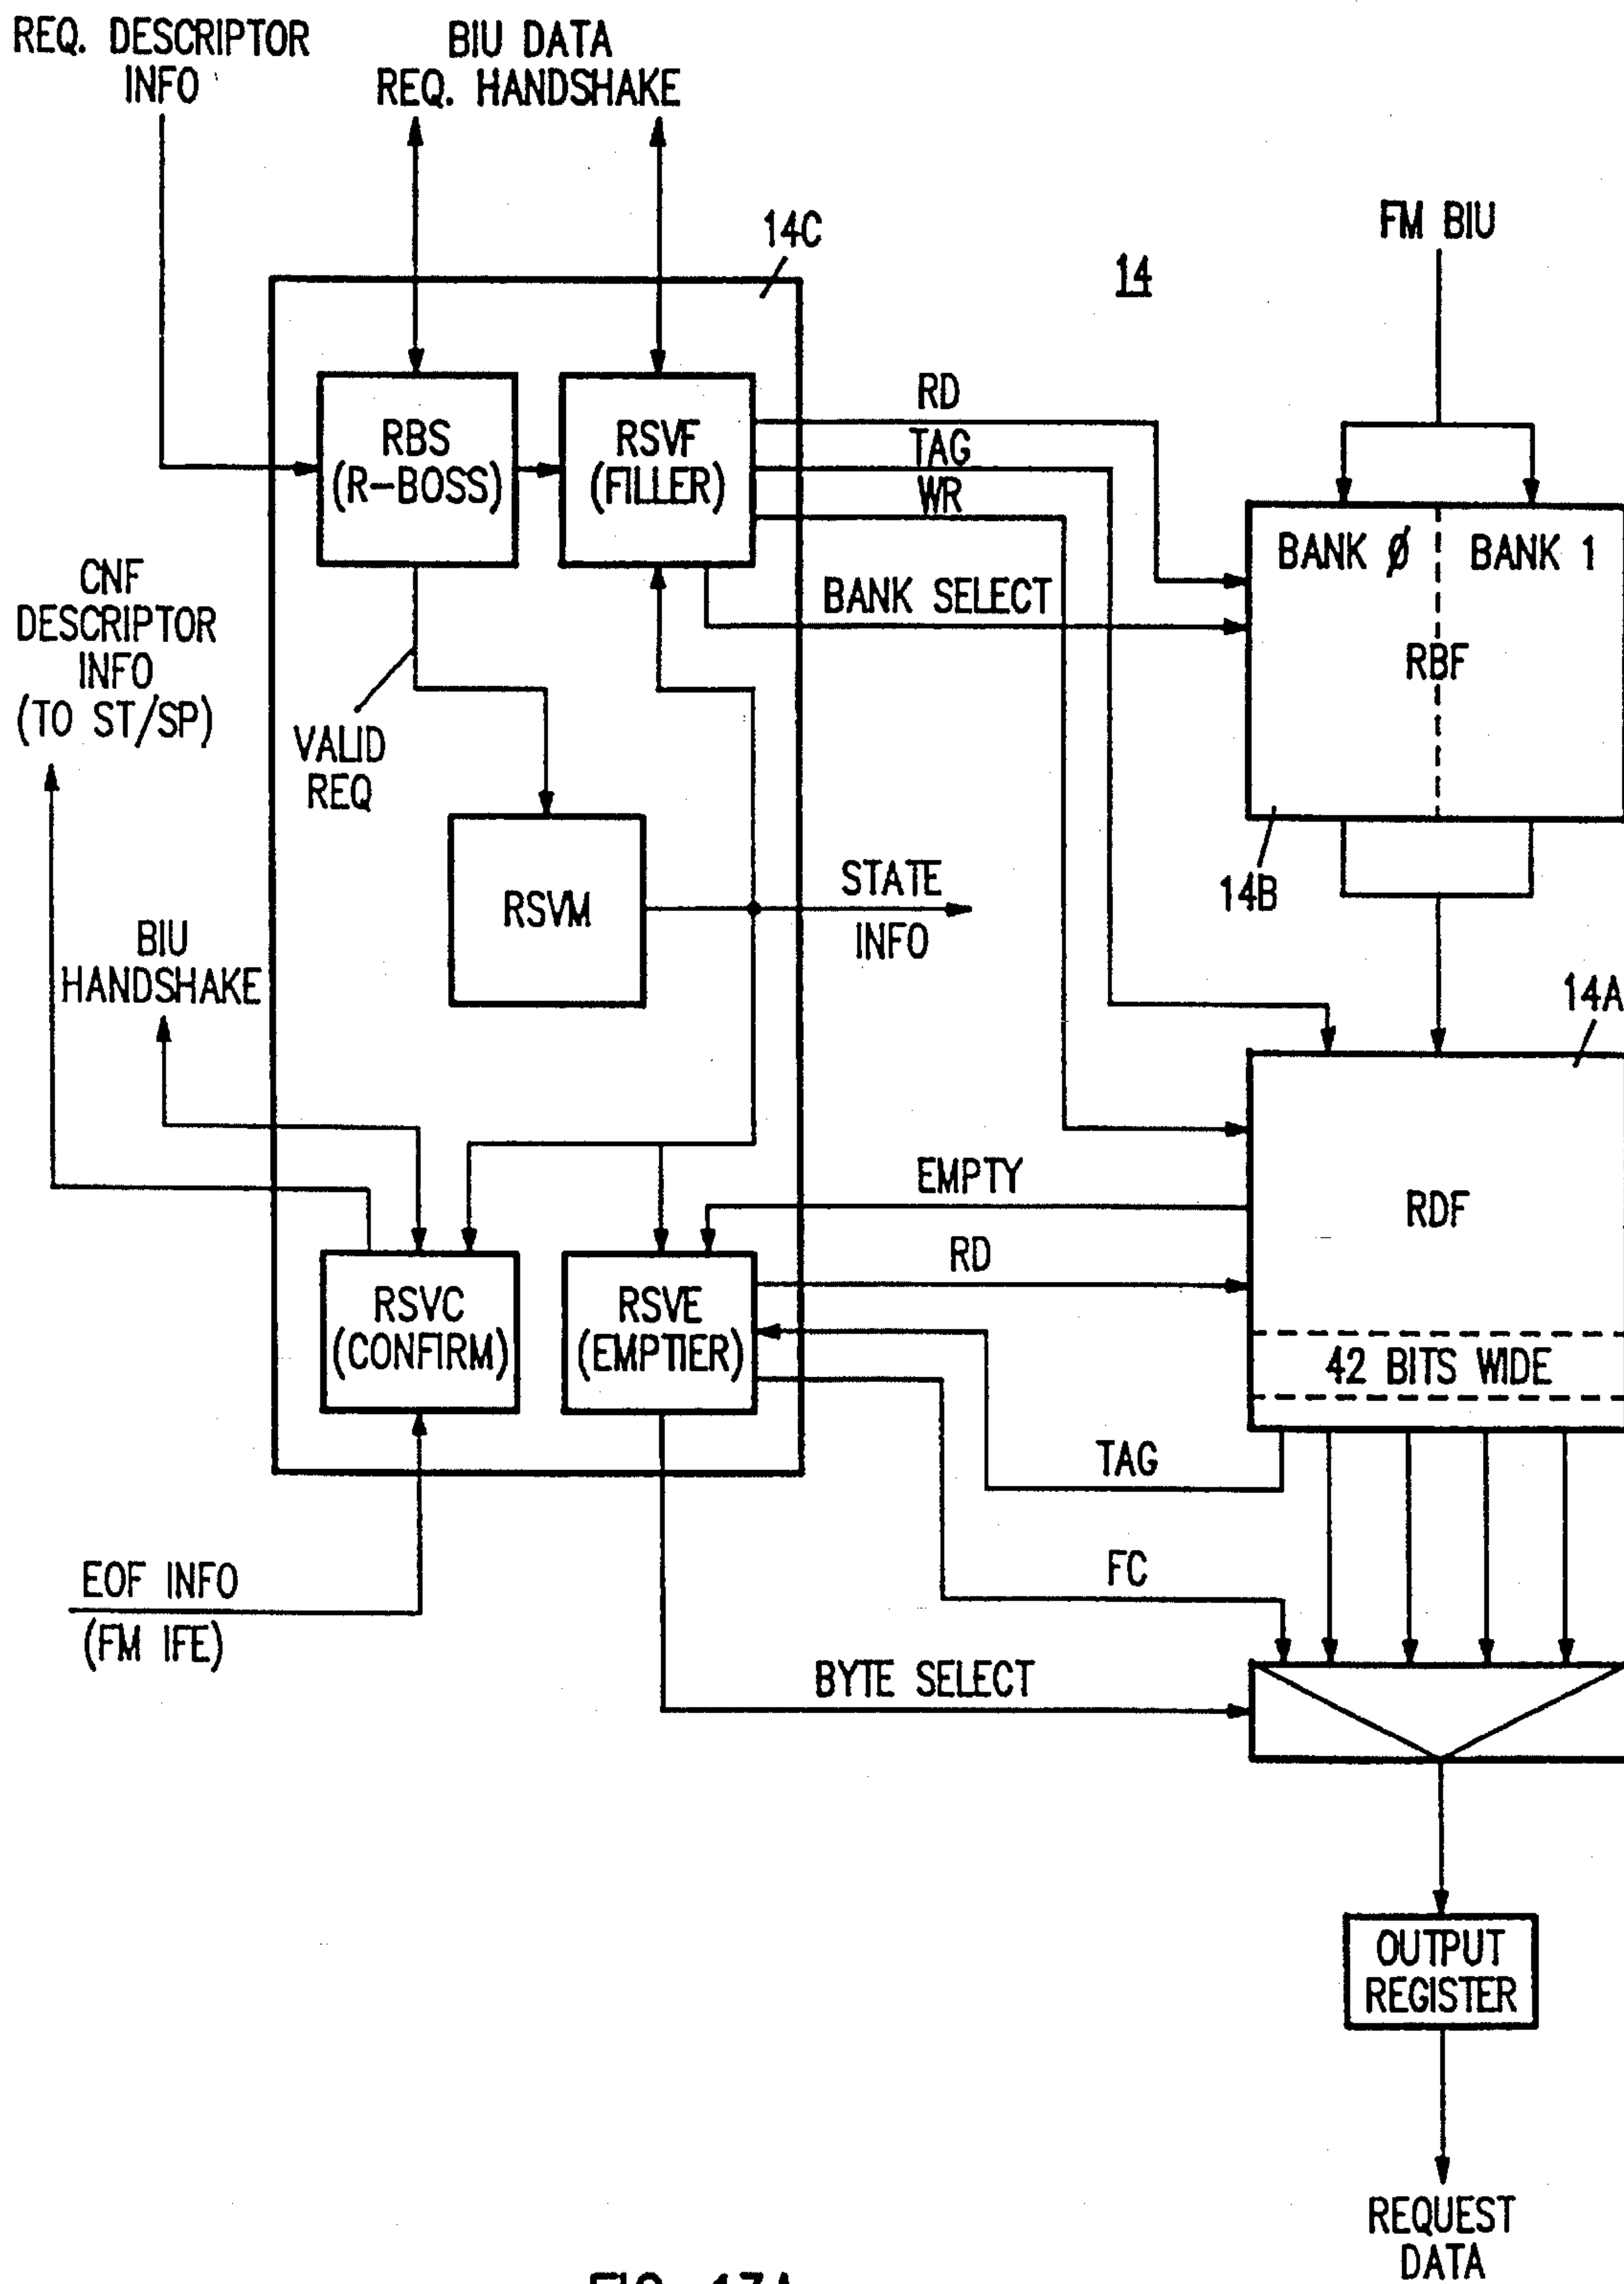 REQ. DESCRIPTOR
INFO
BIU DATA
REQ. HANDSHAKE
14C
14
FM BIU
RBS
(R-BOSS)
RSVF
(FILLER)
RD
TAG
WR
BANK SELECT
BANK Ø
BANK 1
RBF
14B
CNF
DESCRIPTOR
INFO
(TO ST/SP)
VALID
REQ
RSVM
STATE
INFO
BIU
HANDSHAKE
14A
RDF
42 BITS WIDE
EMPTY
RD
RSVC
(CONFIRM)
RSVE
(EMPTIER)
TAG
FC
EOF INFO
(FM IFE)
BYTE SELECT
OUTPUT
REGISTER
REQUEST
DATA